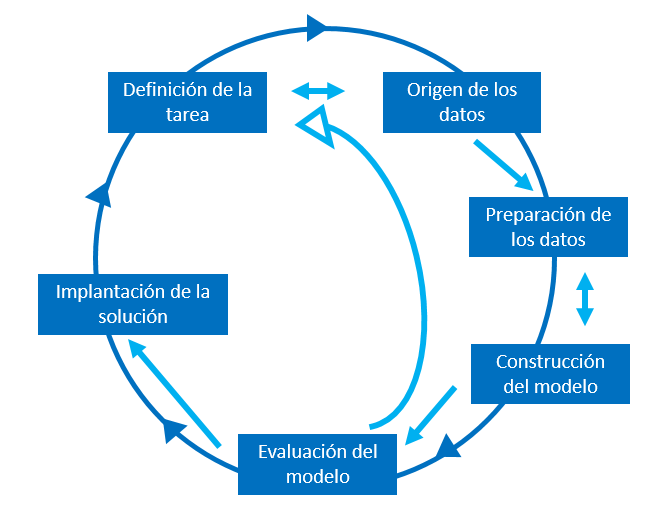 Definición de la
tarea
Origen de los
datos
Preparación de
los datos
Construcción
del modelo
Evaluación del
modelo
Implantación de la
solución